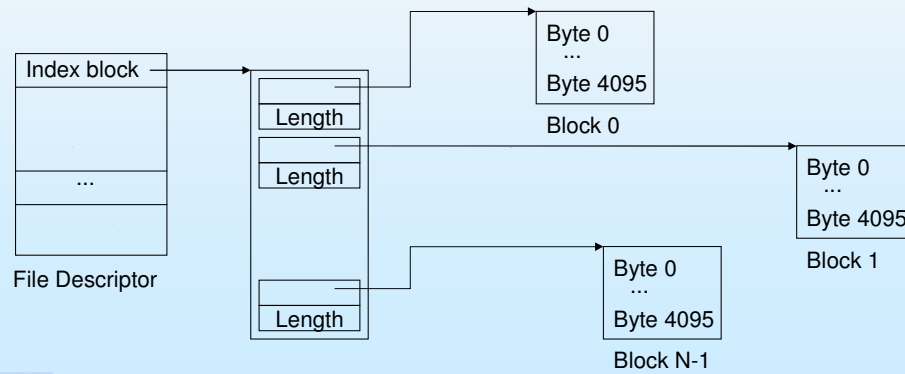 Index block
...
File Descriptor
Length
Length
Length
Byte 0
...
Byte 4095
Block 0
Byte 0
...
Byte 4095
Block 1
Byte 0
...
Byte 4095
Block N-1